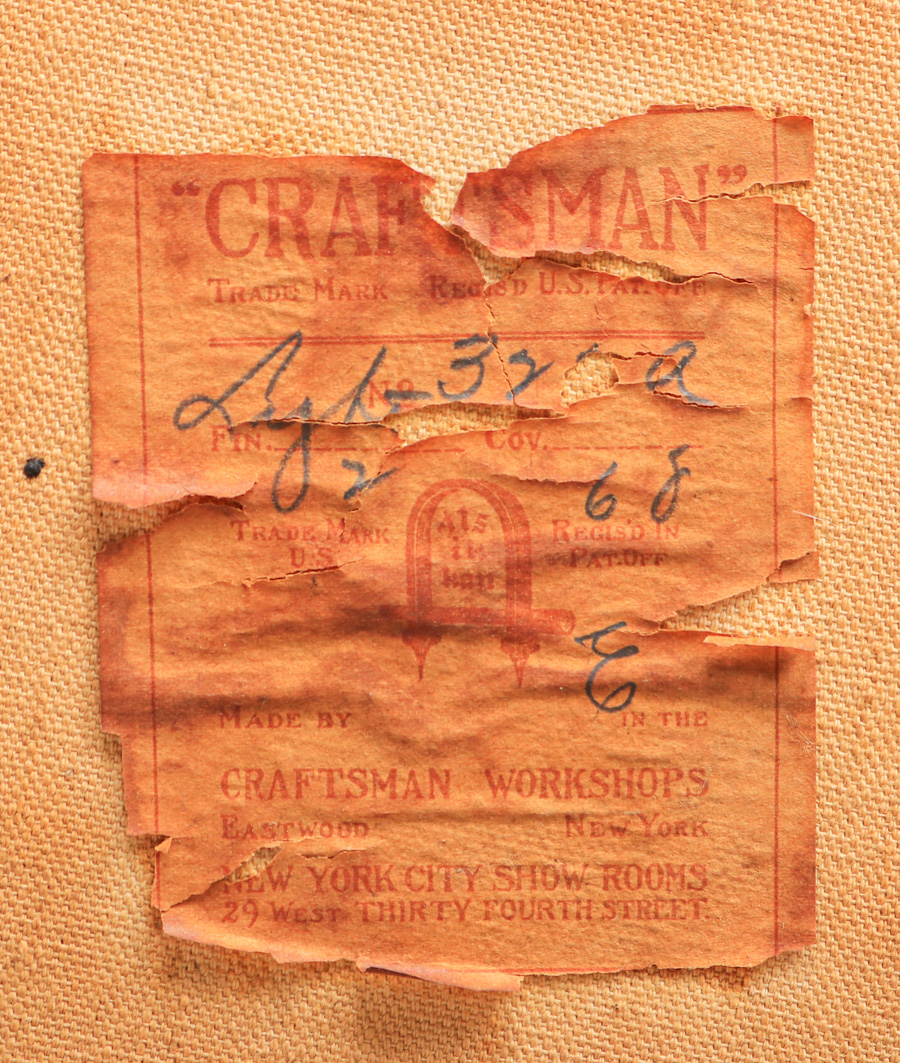 "CRAFTSMAN"
TRADE MARK REGIS'D U.S. PAT. OFF
No 32 a
FIN. 2 COV. 68
TRADE MARK REGIS'D IN
U.S. PAT. OFF
Als
ik
kan
E
MADE BY IN THE
CRAFTSMAN WORKSHOPS
EASTWOOD NEW YORK
NEW YORK CITY SHOW ROOMS
29 WEST THIRTY FOURTH STREET.